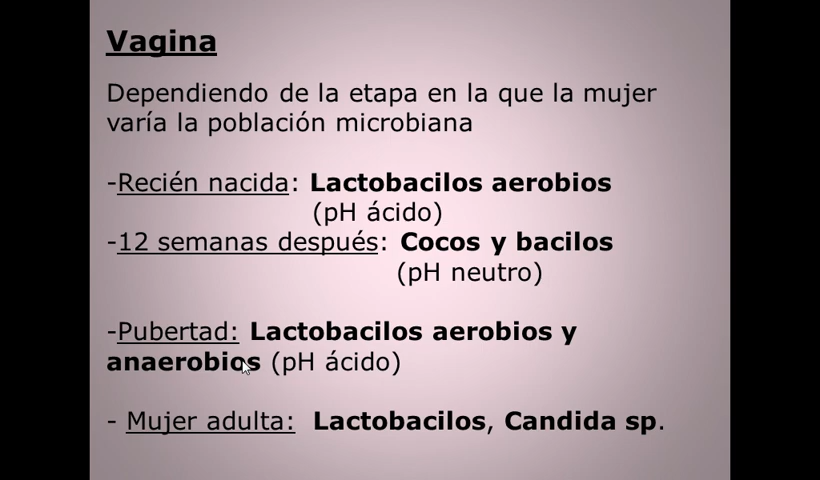 Vagina
Dependiendo de la etapa en la que la mujer
varía la población microbiana
-Recién nacida: Lactobacilos aerobios
(pH ácido)
-12 semanas después: Cocos y bacilos
(pH neutro)
-Pubertad: Lactobacilos aerobios y
anaerobios (pH ácido)
- Mujer adulta: Lactobacilos, Candida sp.